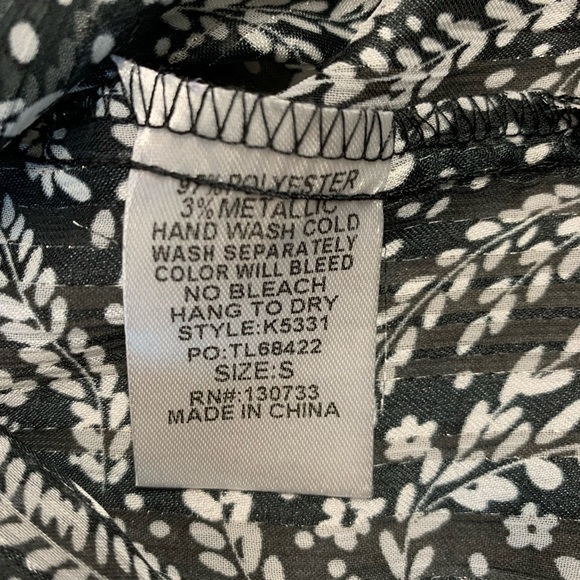 97% POLYESTER
3% METALLIC
HAND WASH COLD
WASH SEPARATELY
COLOR WILL BLEED
NO BLEACH
HANG TO DRY
STYLE:K5331
PO:TL68422
SIZE:S
RN#:130733
MADE IN CHINA